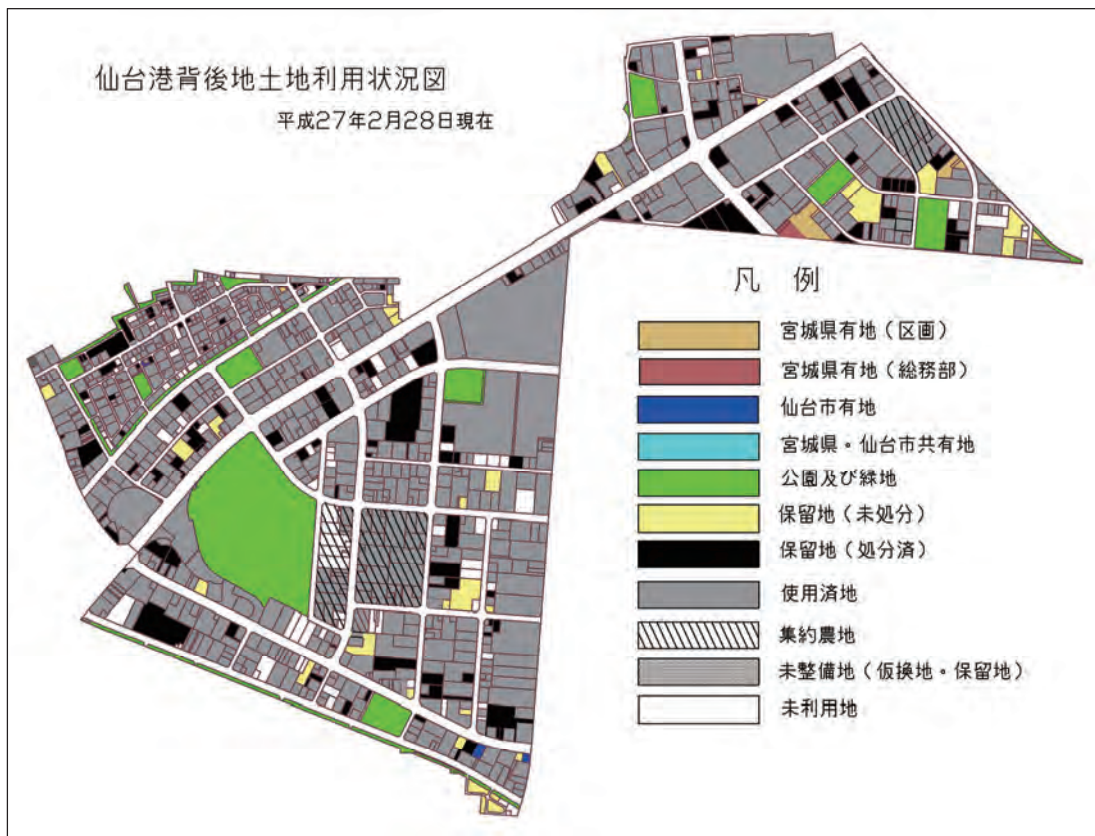 仙台港背後地土地利用状況図
平成27年2月28日現在
凡 例
宮城県有地(区画)
宮城県有地(総務部)
仙台市有地
宮城県・仙台市共有地
公園及び緑地
保留地(未処分)
保留地(処分済)
使用済地
集約農地
未整備地(仮換地・保留地)
未利用地